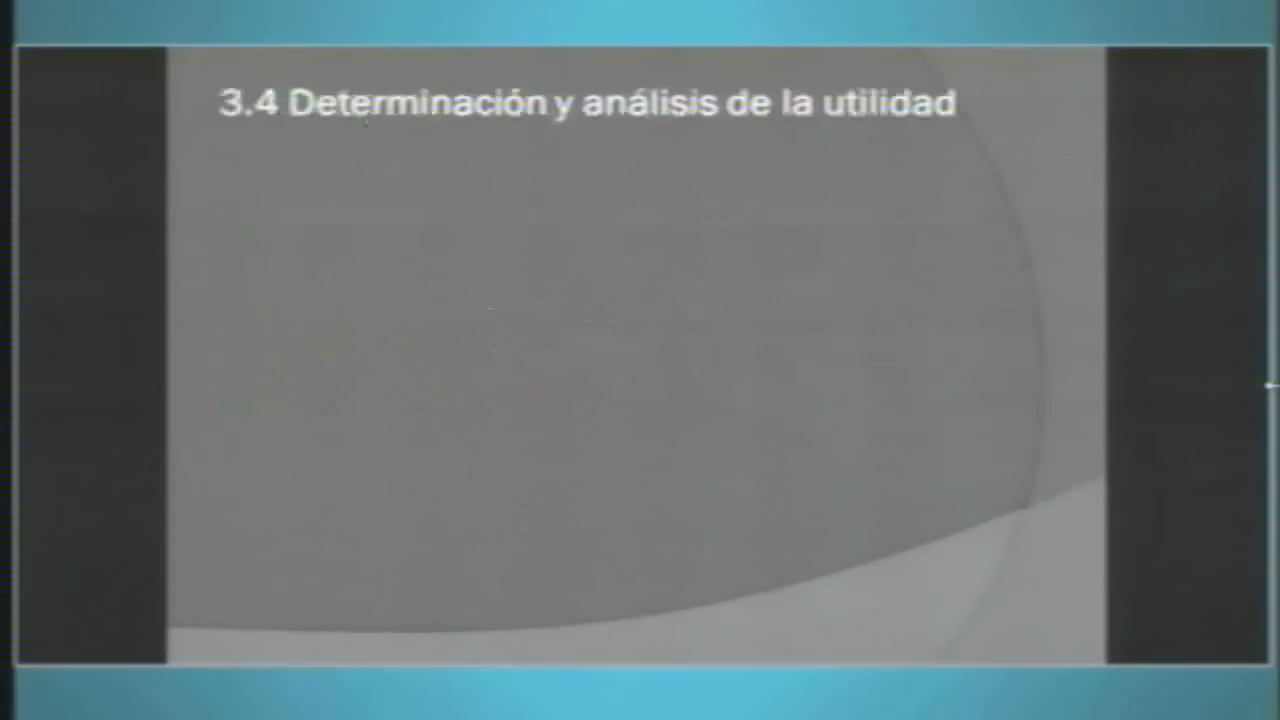 3.4 Determinación y análisis de la utilidad